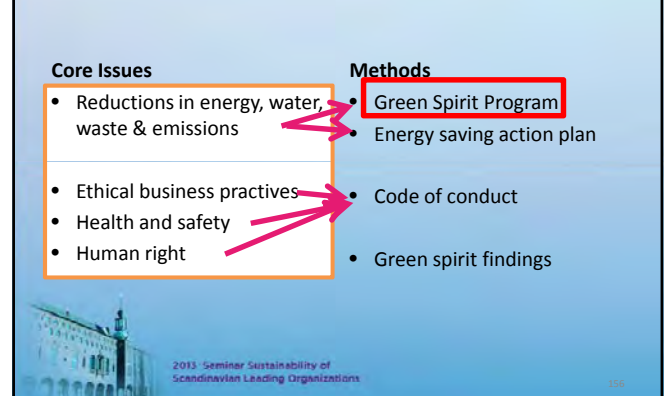 Core Issues
• Reductions in energy, water,
waste & emissions
• Ethical business practives
• Health and safety
• Human right
Methods
• Green Spirit Program
• Energy saving action plan
• Code of conduct
• Green spirit findings
2013 Seminar Sustainability of
Scandinavian Leading Organizations
156